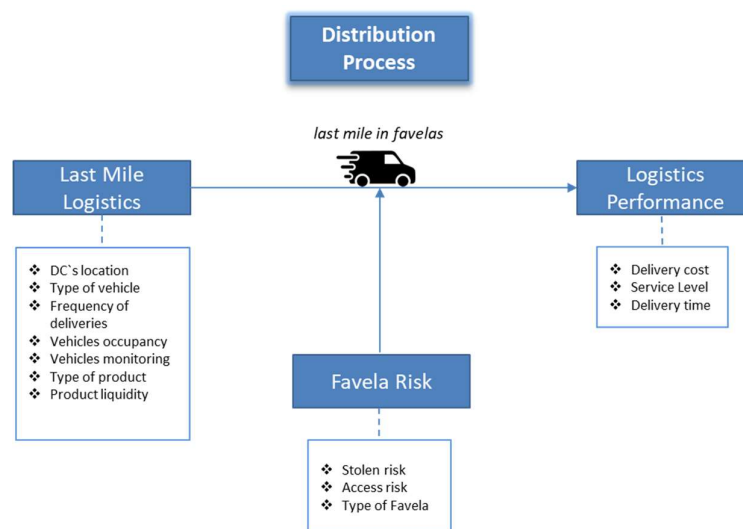 Distribution
Process
last mile in favelas
Last Mile
Logistics
Logistics
Performance
❖ DC`s location
❖ Type of vehicle
❖ Frequency of
deliveries
❖ Vehicles occupancy
❖ Vehicles monitoring
❖ Type of product
❖ Product liquidity
❖ Delivery cost
❖ Service Level
❖ Delivery time
Favela Risk
❖ Stolen risk
❖ Access risk
❖ Type of Favela